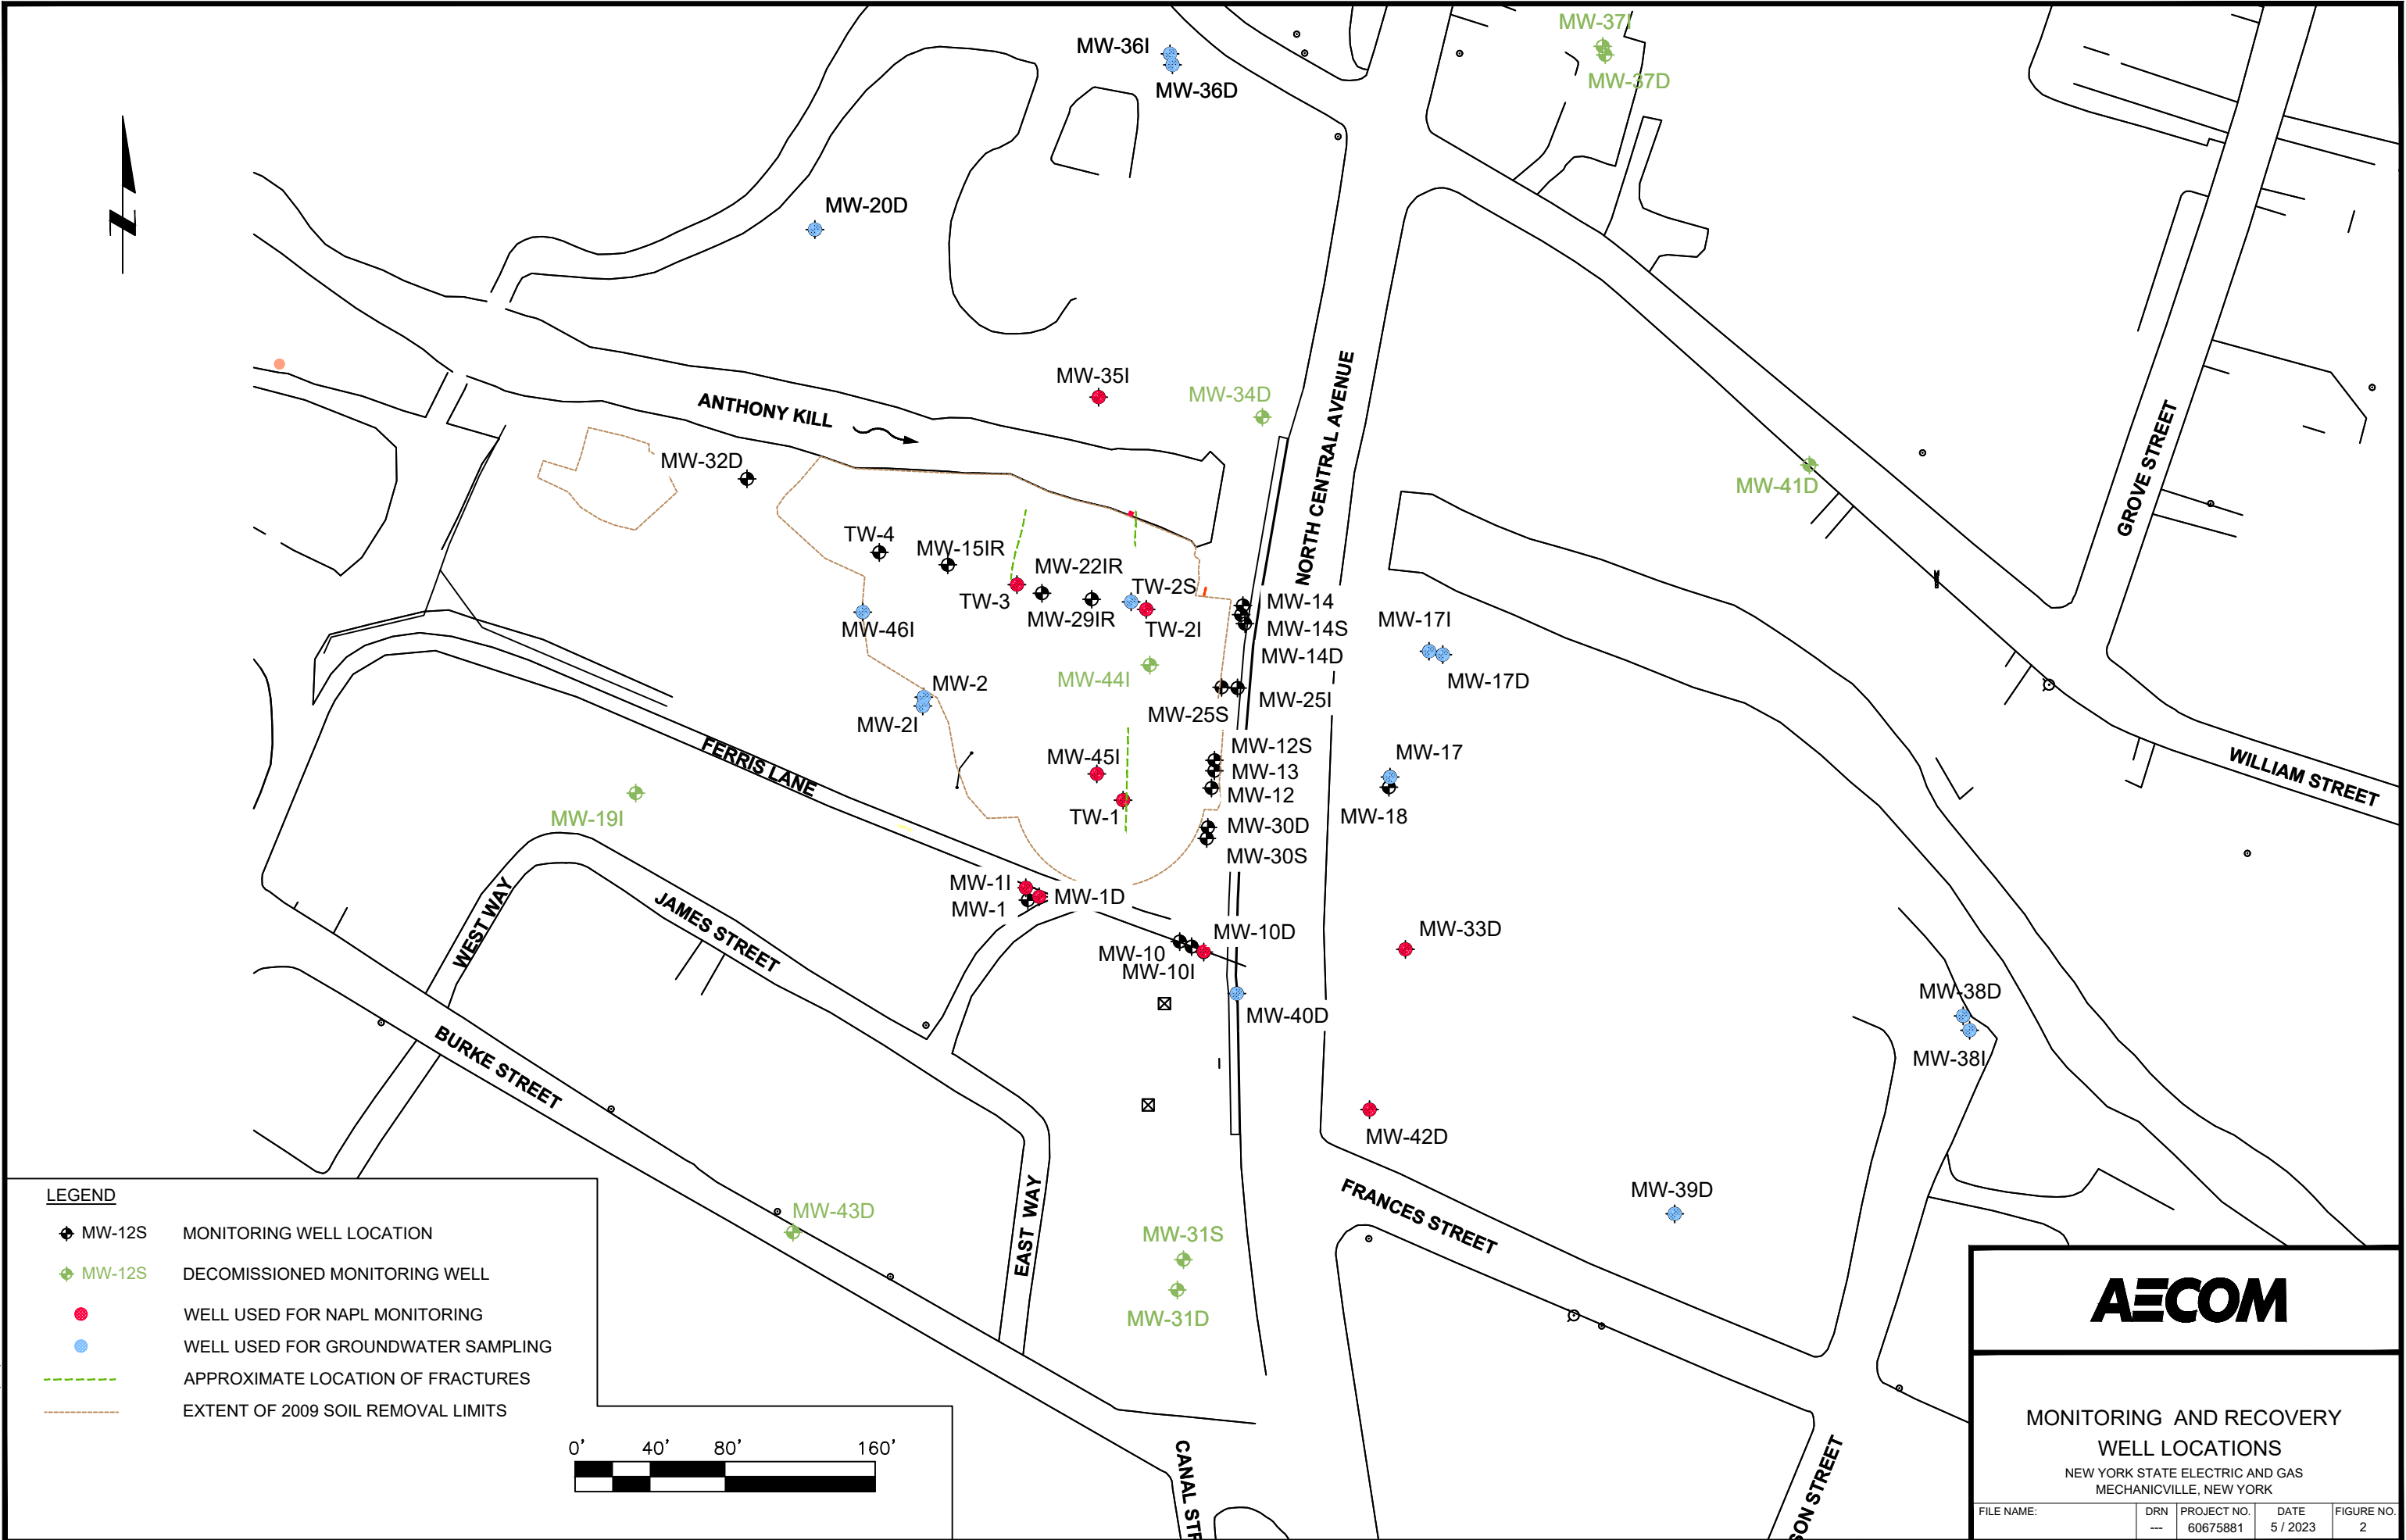 MW-37I
MW-36I
MW-36D
MW-37D
MW-20D
MW-35I
MW-34D
ANTHONY KILL
NORTH CENTRAL AVENUE
GROVE STREET
MW-32D
MW-41D
TW-4
MW-15IR
MW-22IR
TW-2S
TW-3
MW-29IR
TW-2I
MW-14
MW-14S
MW-14D
MW-17I
MW-17D
MW-46I
MW-44I
MW-2
MW-2I
MW-25S
MW-25I
MW-12S
MW-13
MW-12
MW-17
MW-18
MW-45I
TW-1
FERRIS LANE
WILLIAM STREET
MW-19I
MW-30D
MW-30S
MW-1I
MW-1
MW-1D
WEST WAY
JAMES STREET
MW-10D
MW-10
MW-10I
MW-33D
MW-40D
MW-38D
MW-38I
BURKE STREET
MW-42D
EAST WAY
FRANCES STREET
MW-39D
MW-43D
MW-31S
MW-31D
LEGEND
MW-12S MONITORING WELL LOCATION
MW-12S DECOMISSIONED MONITORING WELL
WELL USED FOR NAPL MONITORING
WELL USED FOR GROUNDWATER SAMPLING
APPROXIMATE LOCATION OF FRACTURES
EXTENT OF 2009 SOIL REMOVAL LIMITS
0' 40' 80' 160'
CANAL STR
SON STREET
AECOM
MONITORING AND RECOVERY
WELL LOCATIONS
NEW YORK STATE ELECTRIC AND GAS
MECHANICVILLE, NEW YORK
FILE NAME: DRN PROJECT NO. DATE FIGURE NO.
--- 60675881 5 / 2023 2